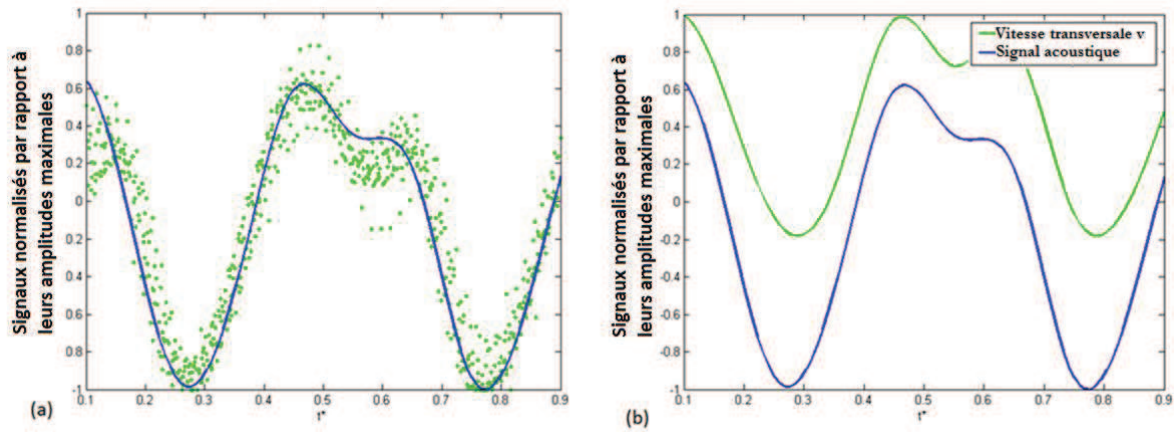 Signaux normalisés par rapport à
leurs amplitudes maximales
1
0.8
0.6
0.4
0.2
0
-0.2
-0.4
-0.6
-0.8
-1
0.1 0.2 0.3 0.4 0.5 0.6 0.7 0.8 0.9
t*
(a)
Signaux normalisés par rapport à
leurs amplitudes maximales
Vitesse transversale v
Signal acoustique
1
0.8
0.6
0.4
0.2
0
-0.2
-0.4
-0.6
-0.8
-1
0.1 0.2 0.3 0.4 0.5 0.6 0.7 0.8 0.9
t*
(b)